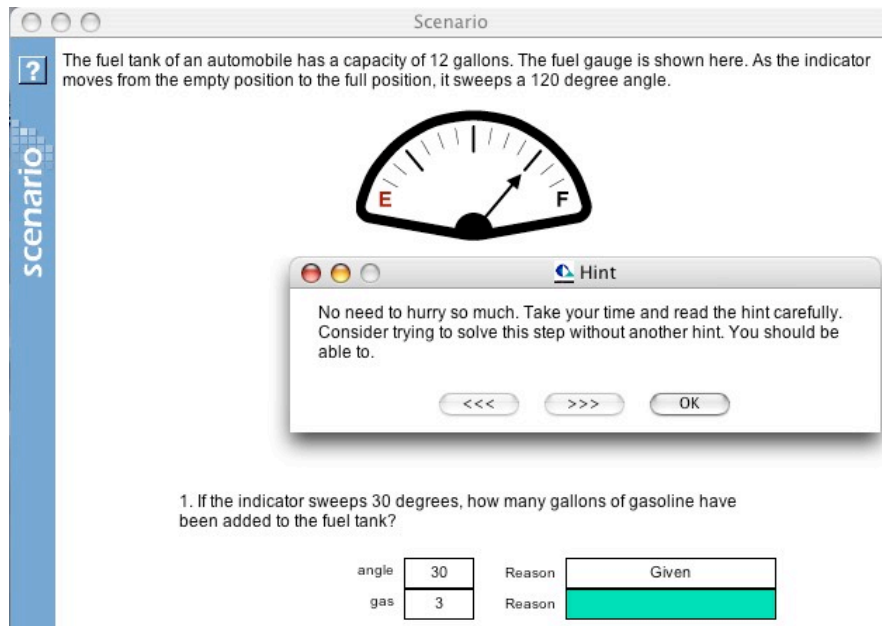 Scenario
?
scenario
The fuel tank of an automobile has a capacity of 12 gallons. The fuel gauge is shown here. As the indicator
moves from the empty position to the full position, it sweeps a 120 degree angle.
E
F
Hint
No need to hurry so much. Take your time and read the hint carefully.
Consider trying to solve this step without another hint. You should be
able to.
<<<
>>>
OK
1. If the indicator sweeps 30 degrees, how many gallons of gasoline have
been added to the fuel tank?
angle 30 Reason Given
gas 3 Reason